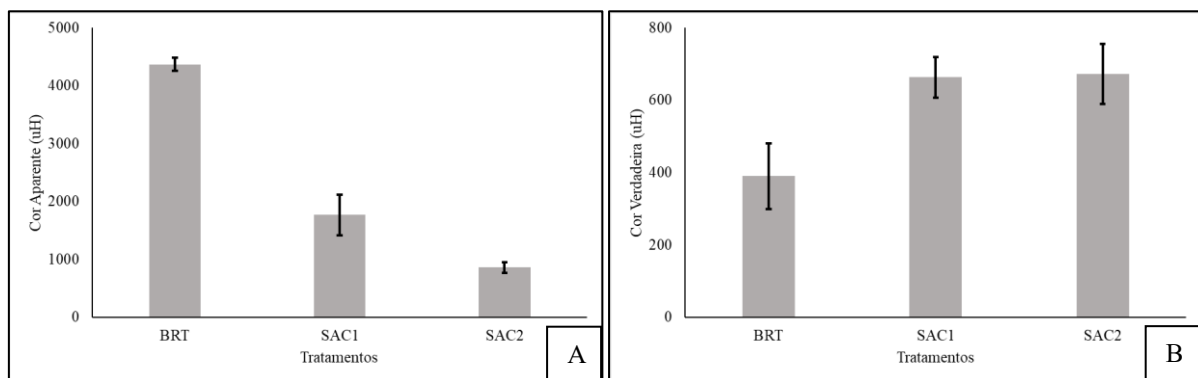 Cor Aparente (uH)
5000
4000
3000
2000
1000
0
BRT SAC1 SAC2
Tratamentos
A
Cor Verdadeira (uH)
800
600
400
200
0
BRT SAC1 SAC2
Tratamentos
B